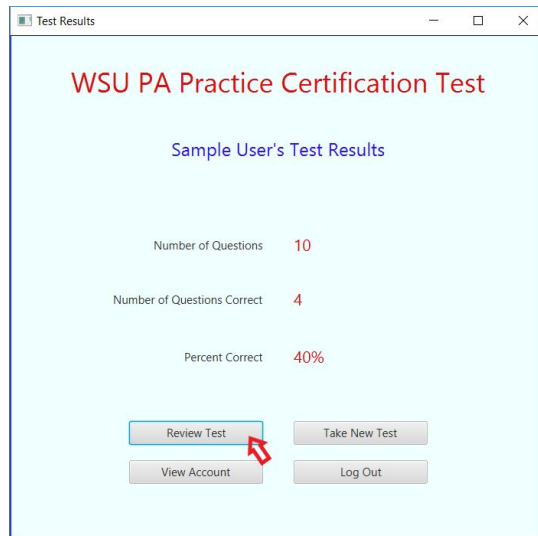 Test Results
WSU PA Practice Certification Test
Sample User's Test Results
Number of Questions 10
Number of Questions Correct 4
Percent Correct 40%
Review Test Take New Test
View Account Log Out